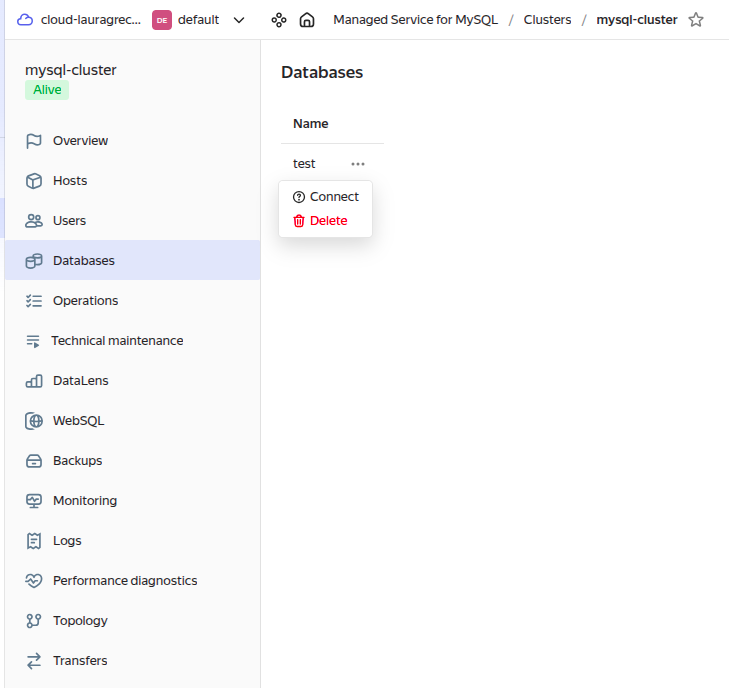 cloud-lauragrec... DE default Managed Service for MySQL / Clusters / mysql-cluster
mysql-cluster
Alive
Overview
Hosts
Users
Databases
Operations
Technical maintenance
DataLens
WebSQL
Backups
Monitoring
Logs
Performance diagnostics
Topology
Transfers
Databases
Name
test
Connect
Delete